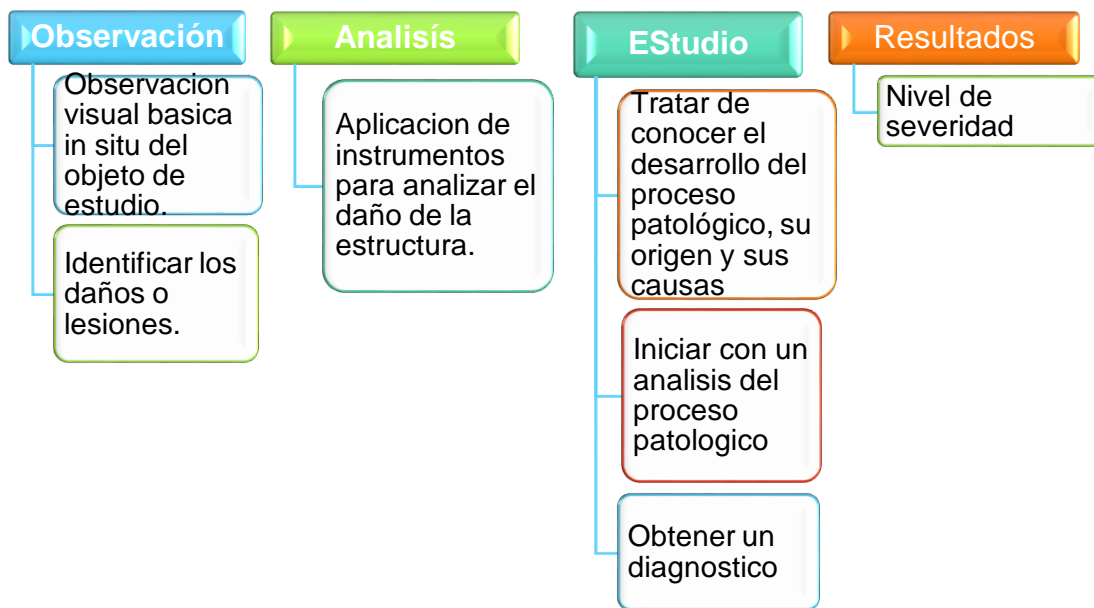 Observación
Observacion
visual basica
in situ del
objeto de
estudio.
Identificar los
daños o
lesiones.
Analisís
Aplicacion de
instrumentos
para analizar el
daño de la
estructura.
EStudio
Tratar de
conocer el
desarrollo del
proceso
patológico, su
origen y sus
causas
Iniciar con un
analisis del
proceso
patologico
Obtener un
diagnostico
Resultados
Nivel de
severidad